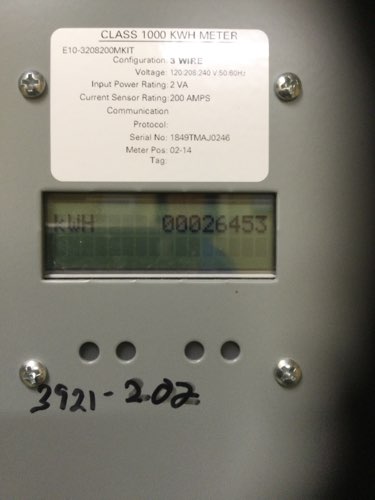 CLASS 1000 KWH METER
E10-3208200MKIT
Configuration: 3 WIRE
Voltage: 120:208:240 V,50:60Hz
Input Power Rating: 2 VA
Current Sensor Rating: 200 AMPS
Communication
Protocol:
Serial No: 1849TMAJ0246
Meter Pos: 02-14
Tag:
kWH 00026453
3921-202